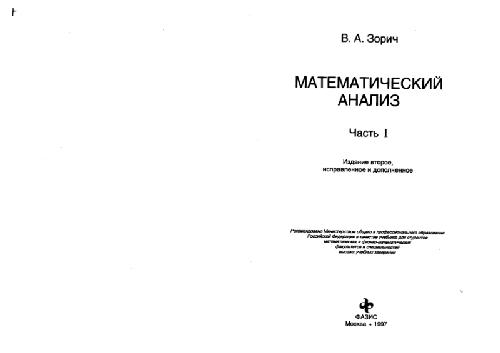 В. А. Зорич
МАТЕМАТИЧЕСКИЙ
АНАЛИЗ
Часть I
Издание второе,
исправленное и дополненное
Рекомендовано Министерством общего и профессионального образования
Российской Федерации в качестве учебника для студентов
математических и физико-математических
факультетов и специальностей
высших учебных заведений
ФАЗИС
Москва • 1997